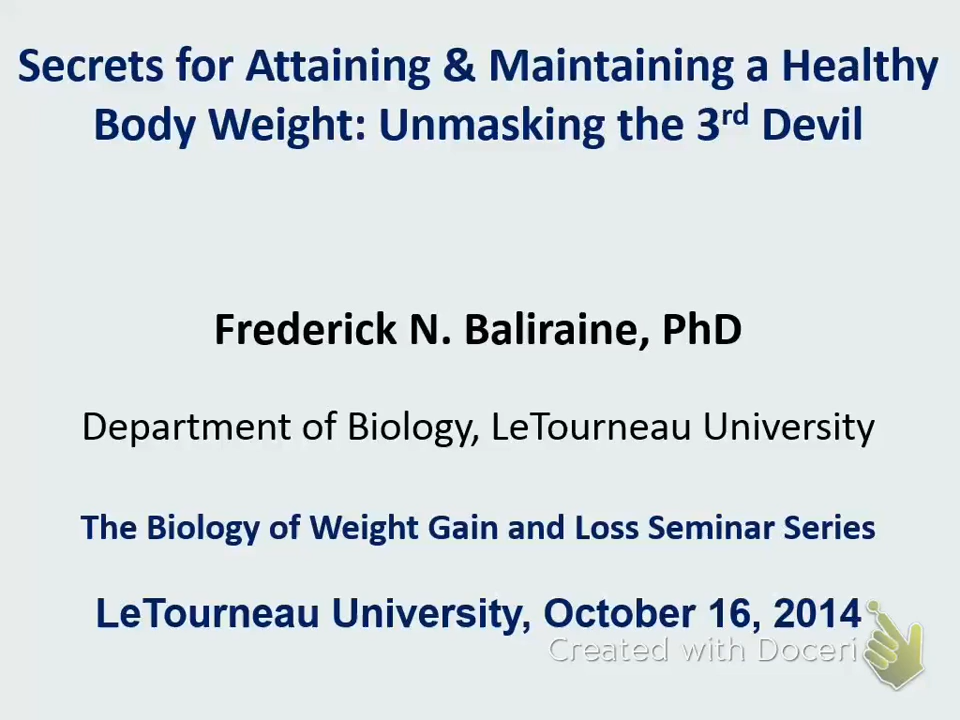 Secrets for Attaining & Maintaining a Healthy
Body Weight: Unmasking the 3rd Devil
Frederick N. Baliraine, PhD
Department of Biology, LeTourneau University
The Biology of Weight Gain and Loss Seminar Series
LeTourneau University, October 16, 2014
Created with Doceri